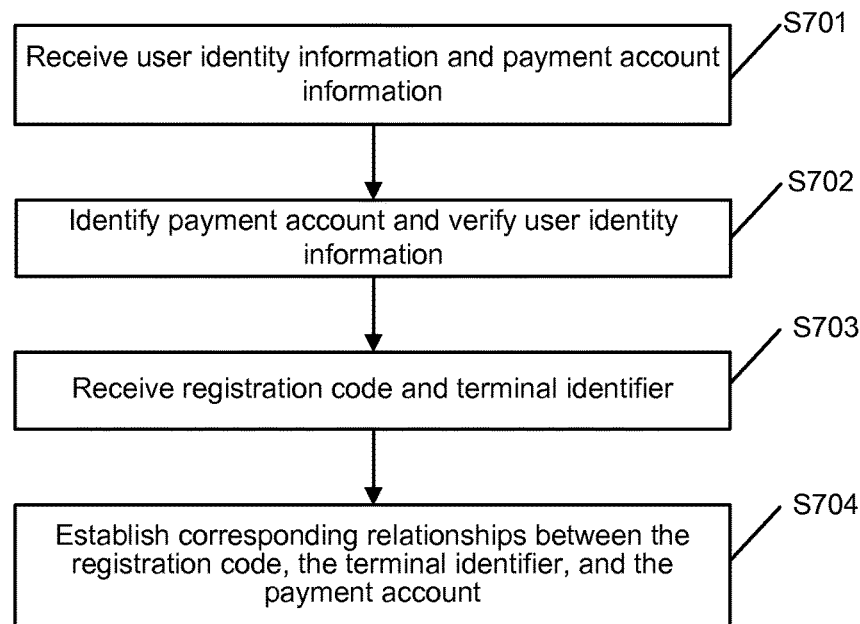 S701
Receive user identity information and payment account
information
S702
Identify payment account and verify user identity
information
S703
Receive registration code and terminal identifier
S704
Establish corresponding relationships between the
registration code, the terminal identifier, and the
payment account